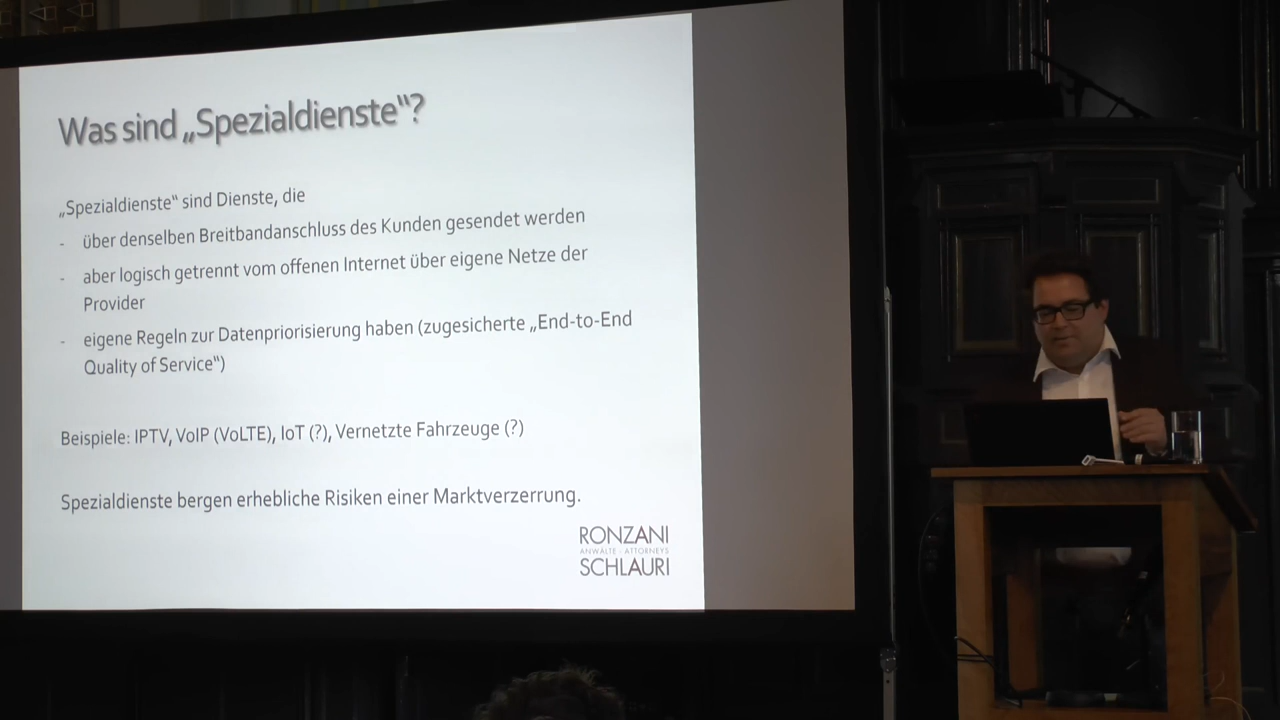 Was sind „Spezialdienste“?
„Spezialdienste“ sind Dienste, die
- über denselben Breitbandanschluss des Kunden gesendet werden
- aber logisch getrennt vom offenen Internet über eigene Netze der
Provider
- eigene Regeln zur Datenpriorisierung haben (zugesicherte „End-to-End
Quality of Service“)
Beispiele: IPTV, VoIP (VoLTE), IoT (?), Vernetzte Fahrzeuge (?)
Spezialdienste bergen erhebliche Risiken einer Marktverzerrung.
RONZANI
ANWÄLTE · ATTORNEYS
SCHLAURI